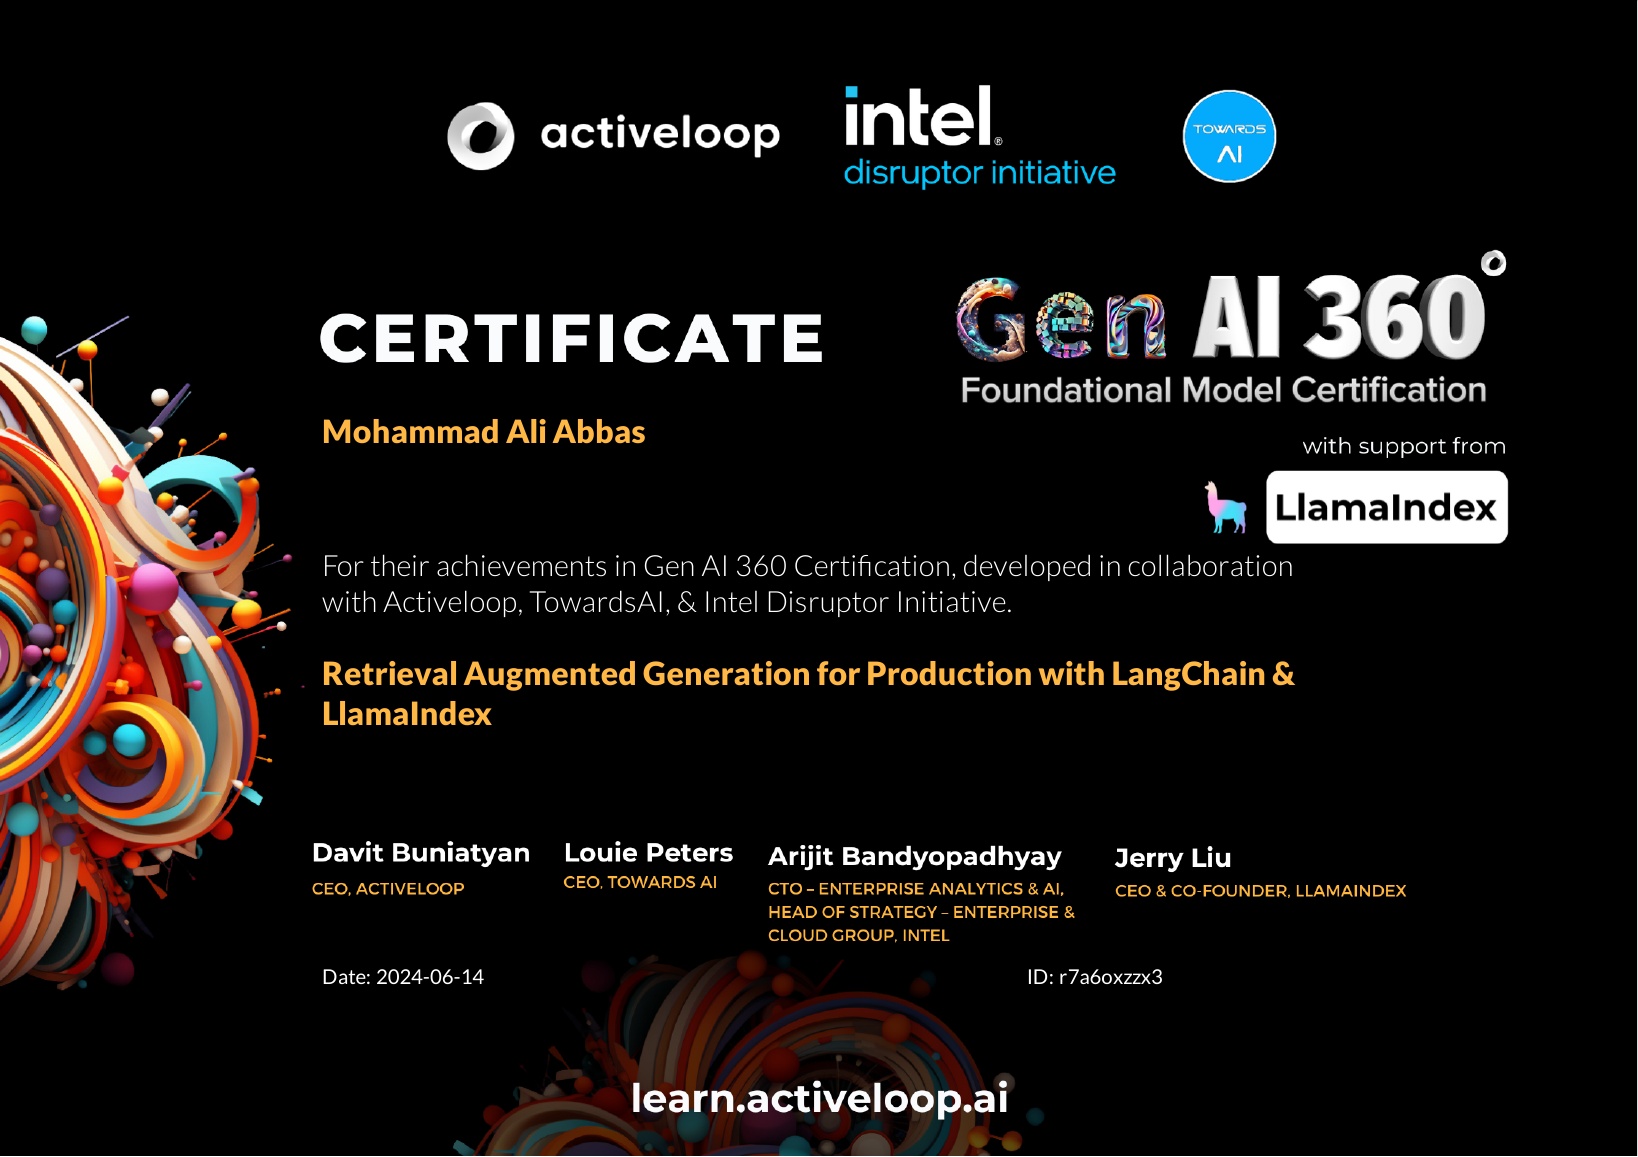 activeloop
intel®
disruptor initiative
TOWARDS
AI
Gen AI 360
Foundational Model Certification
CERTIFICATE
Mohammad Ali Abbas
with support from
LlamaIndex
For their achievements in Gen AI 360 Certification, developed in collaboration
with Activeloop, TowardsAI, & Intel Disruptor Initiative.
Retrieval Augmented Generation for Production with LangChain &
LlamaIndex
Davit Buniatyan
CEO, ACTIVELOOP
Louie Peters
CEO, TOWARDS AI
Arijit Bandyopadhyay
CTO – ENTERPRISE ANALYTICS & AI,
HEAD OF STRATEGY – ENTERPRISE &
CLOUD GROUP, INTEL
Jerry Liu
CEO & CO-FOUNDER, LLAMAINDEX
Date: 2024-06-14
ID: r7a6oxzzx3
learn.activeloop.ai